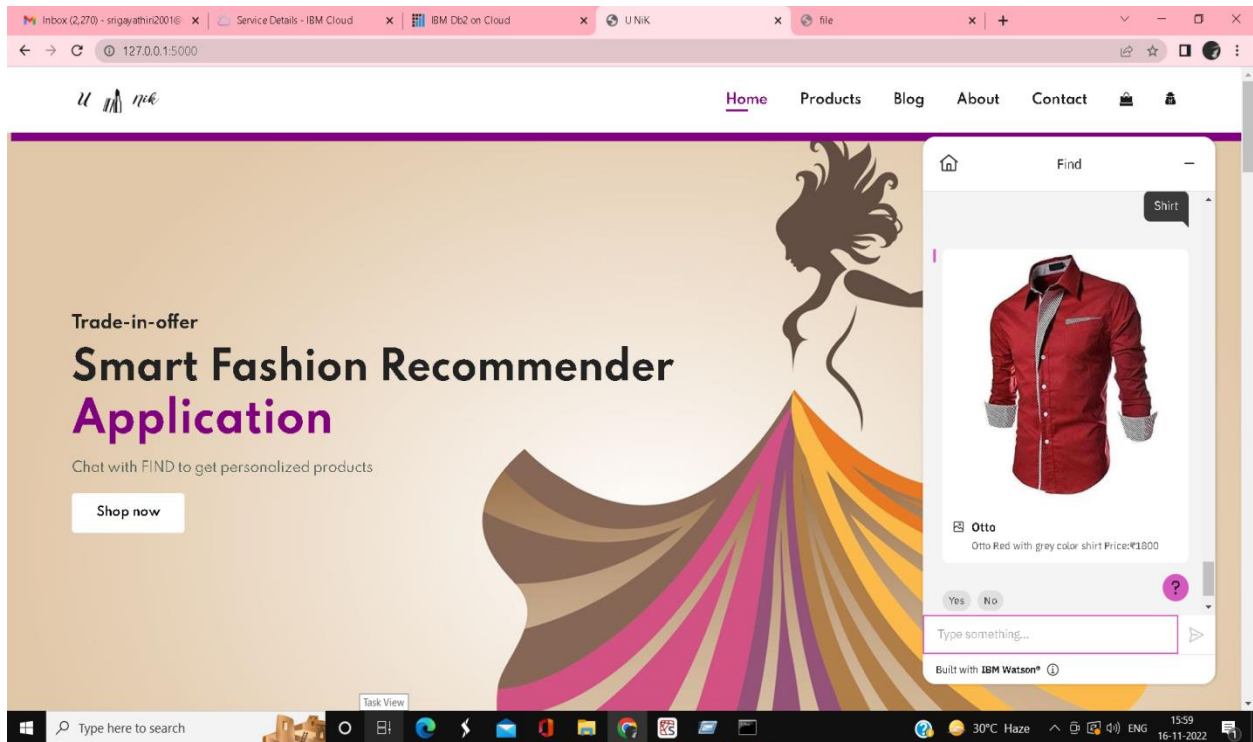 Inbox (2,270) - srigayathiri2001@
Service Details - IBM Cloud
IBM Db2 on Cloud
U NiK
file
127.0.0.1:5000
U nik
Home Products Blog About Contact
Find
Shirt
Trade-in-offer
Smart Fashion Recommender
Application
Chat with FIND to get personalized products
Shop now
Otto
Otto Red with grey color shirt Price:₹1800
?
Yes No
Type something...
Built with IBM Watson®
Task View
Type here to search
30°C Haze
ENG
15:59
16-11-2022